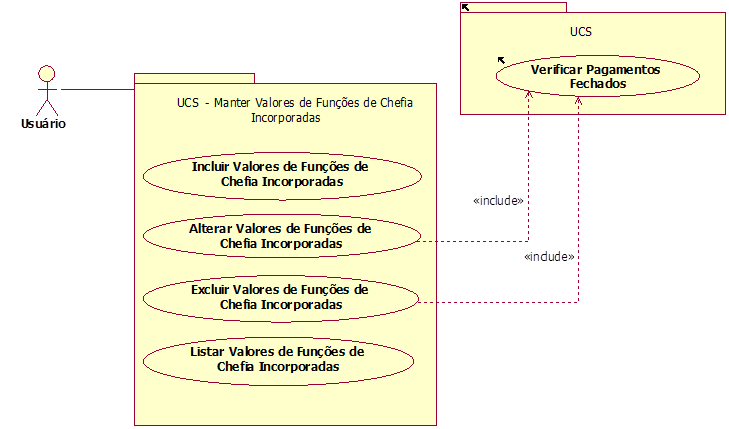 UCS
Verificar Pagamentos
Fechados
Usuário
UCS - Manter Valores de Funções de Chefia
Incorporadas
Incluir Valores de Funções de
Chefia Incorporadas
Alterar Valores de Funções de
Chefia Incorporadas
Excluir Valores de Funções de
Chefia Incorporadas
Listar Valores de Funções de
Chefia Incorporadas
«include»
«include»